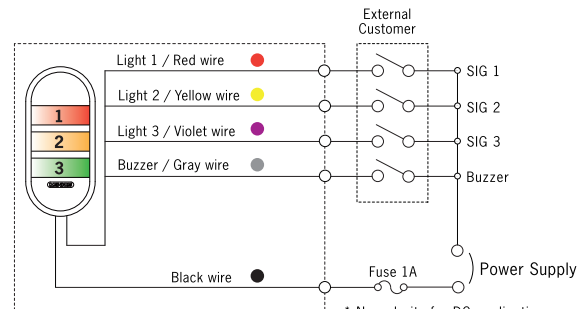 External
Customer
Light 1 / Red wire
SIG 1
Light 2 / Yellow wire
SIG 2
1
Light 3 / Violet wire
SIG 3
2
Buzzer / Gray wire
Buzzer
3
Black wire
Fuse 1A
Power Supply